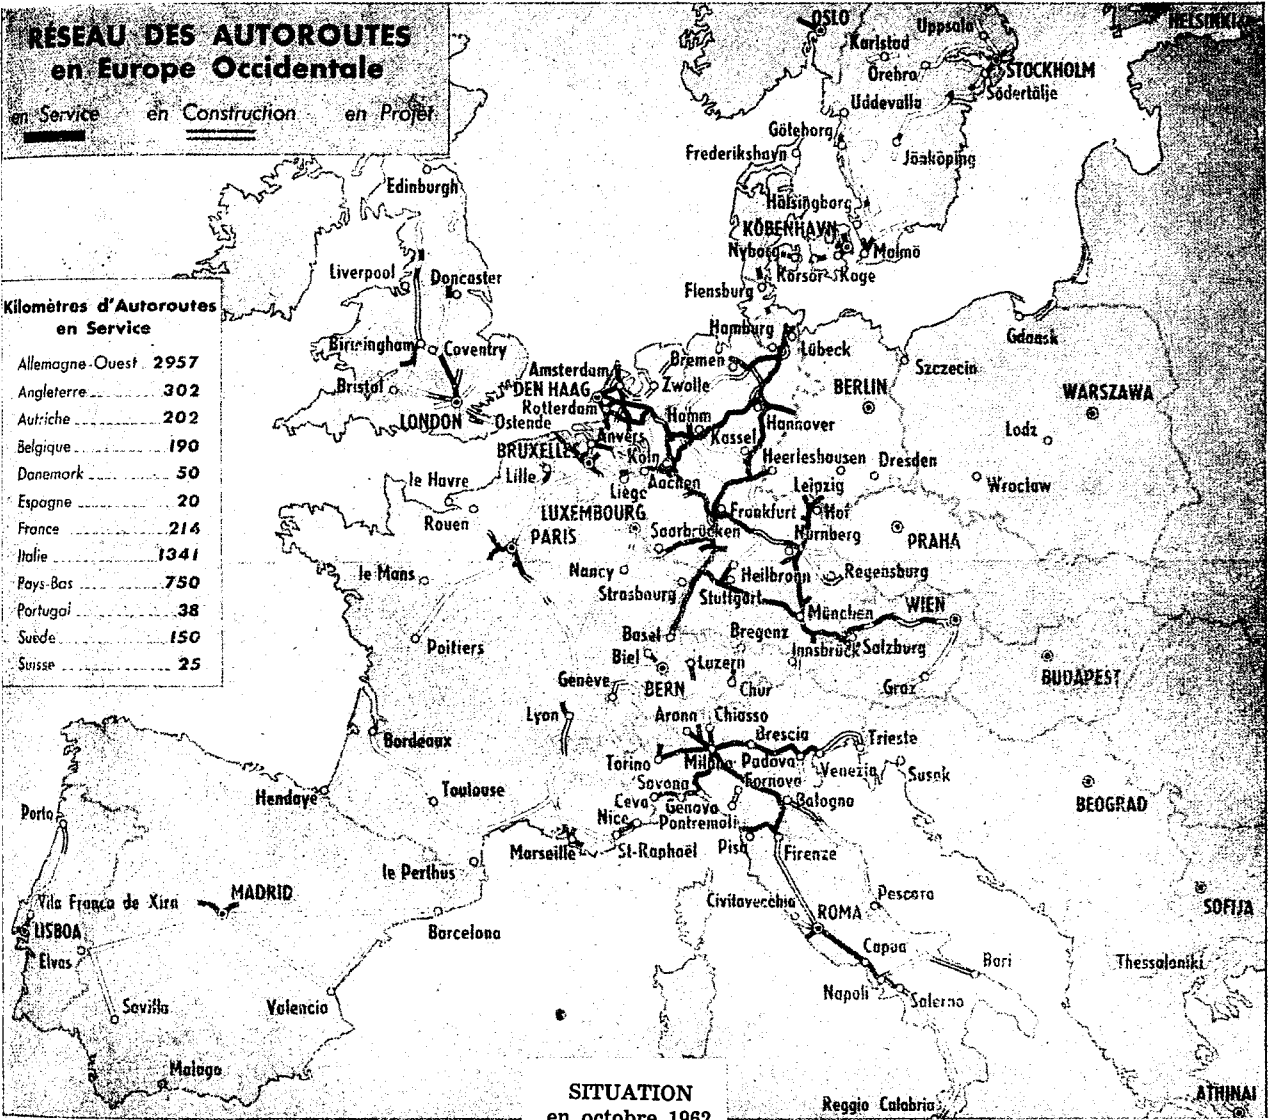 RÉSEAU DES AUTOROUTES
en Europe Occidentale
en Service en Construction en Projet
Kilomètres d'Autoroutes
en Service
Allemagne-Ouest 2957
Angleterre 302
Autriche 202
Belgique 190
Danemark 50
Espagne 20
France 214
Italie 1341
Pays-Bas 750
Portugal 38
Suède 150
Suisse 25
OSLO
Uppsala
HELSINKI
Karlstad
Örebro
STOCKHOLM
Södertälje
Uddevalla
Göteborg
Frederikshavn
Jönköping
Edinburgh
Hälsingborg
KÖBENHAVN
Nyborg
Malmö
Korsör
Köge
Liverpool
Doncaster
Flensburg
Gdansk
Hamburg
Birmingham
Coventry
Lübeck
Bremen
Szczecin
Amsterdam
Bristol
DEN HAAG
Zwolle
BERLIN
WARSZAWA
Rotterdam
LONDON
Ostende
Hamm
Hannover
Lodz
Anvers
Kassel
BRUXELLES
Köln
Heerleshausen
Dresden
Lille
Aachen
le Havre
Liège
Leipzig
Wrocław
Rouen
LUXEMBOURG
Frankfurt
Hof
PARIS
Saarbrücken
Nürnberg
PRAHA
le Mans
Nancy
Heilbronn
Regensburg
Strasbourg
Stuttgart
München
WIEN
Basel
Bregenz
Poitiers
Innsbruck
Salzburg
Biel
Luzern
BUDAPEST
Genève
BERN
Chur
Graz
Lyon
Arona
Chiasso
Bordeaux
Brescia
Trieste
Torino
Milano
Padova
Venezia
Susak
Savona
Fornova
Hendaye
Toulouse
Ceva
Genova
Bologna
BEOGRAD
Porto
Nice
Pontremoli
Marseille
St-Raphaël
Pisa
Firenze
le Perthus
Vila Franca de Xira
MADRID
Civitavecchia
Pescara
ROMA
SOFIJA
LISBOA
Barcelona
Elvas
Capua
Bari
Thessaloniki
Sevilla
Valencia
Napoli
Salerno
Malaga
SITUATION
en octobre 1962
Reggio Calabria
ATHINAI